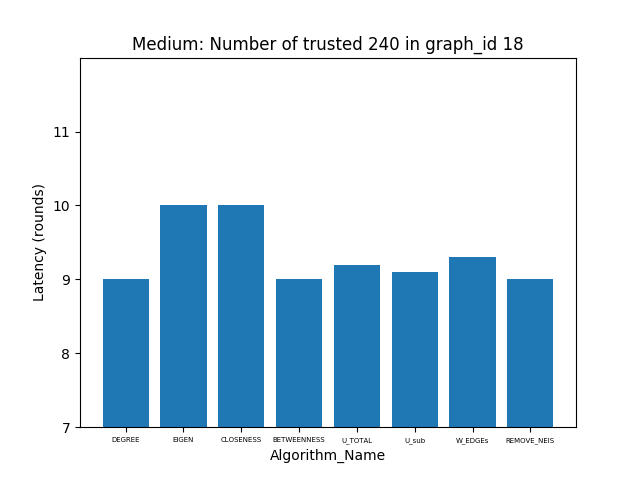 Medium: Number of trusted 240 in graph_id 18
Latency (rounds)
11
10
9
8
7
DEGREE EIGEN CLOSENESS BETWEENNESS U_TOTAL U_sub W_EDGEs REMOVE_NEIS
Algorithm_Name